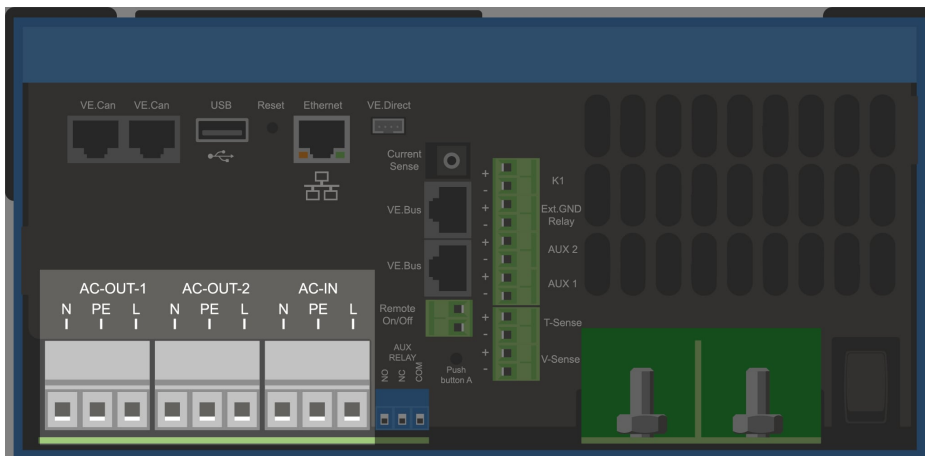 VE.Can VE.Can USB Reset Ethernet VE.Direct
Current
Sense
VE.Bus
VE.Bus
Remote
On/Off
AUX
RELAY
NO NC COM
Push
button A
+
-
+
-
+
-
+
-
+
-
+
-
K1
Ext.GND
Relay
AUX 2
AUX 1
T-Sense
V-Sense
AC-OUT-1 AC-OUT-2 AC-IN
N PE L N PE L N PE L